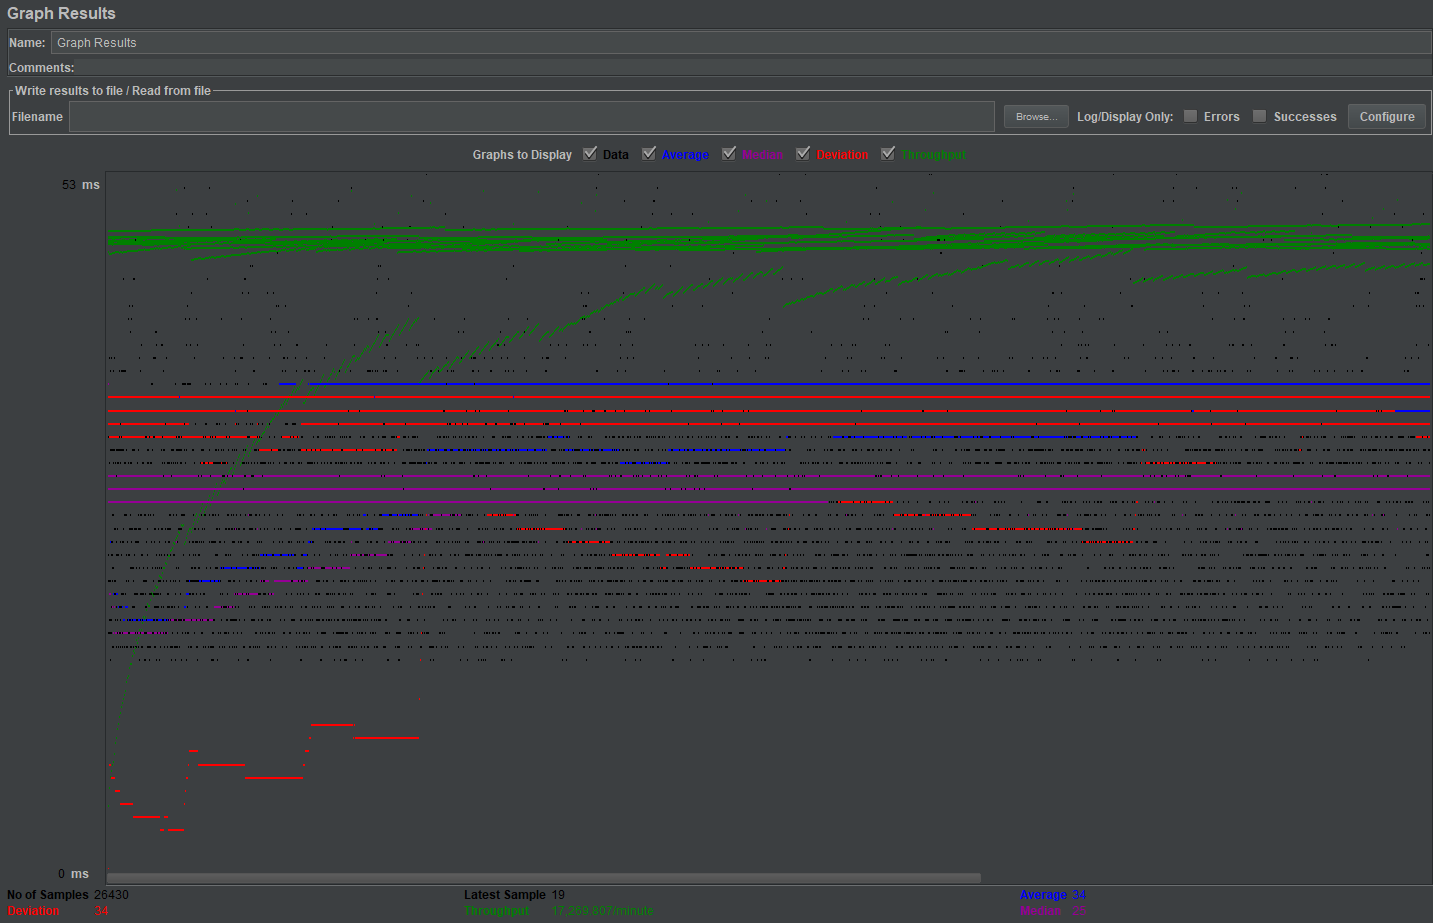 Graph Results
Name: Graph Results
Comments:
Write results to file / Read from file
Filename Browse... Log/Display Only: Errors Successes Configure
Graphs to Display Data Average Median Deviation Throughput
53 ms
0 ms
No of Samples 26430 Latest Sample 19 Average 34
Deviation 34 Throughput 17,269.807/minute Median 29